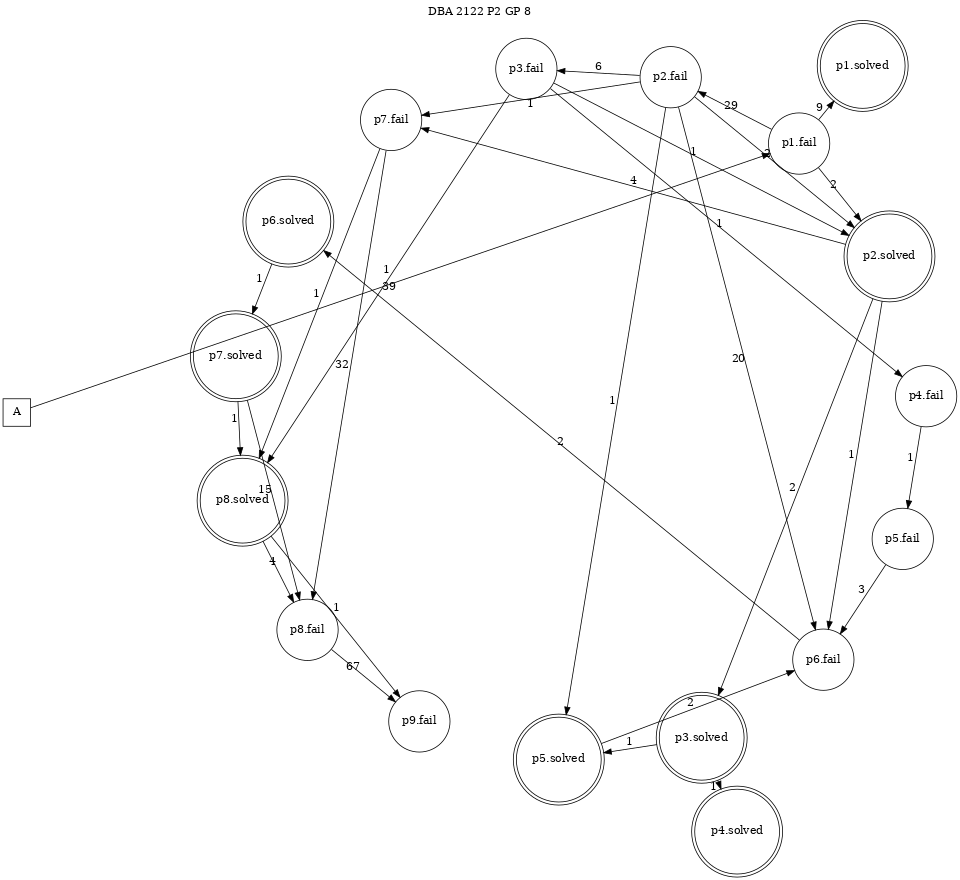 DBA 2122 P2 GP 8
p1.solved
p3.fail
6
p2.fail
1
29
9
p7.fail
p1.fail
1
2
2
4
p6.solved
1
p2.solved
1
1
39
1
p7.solved
32
20
p4.fail
1
A
1
2
1
1
15
2
p8.solved
p5.fail
4
3
1
p8.fail
67
p6.fail
2
p9.fail
1
p3.solved
p5.solved
1
p4.solved